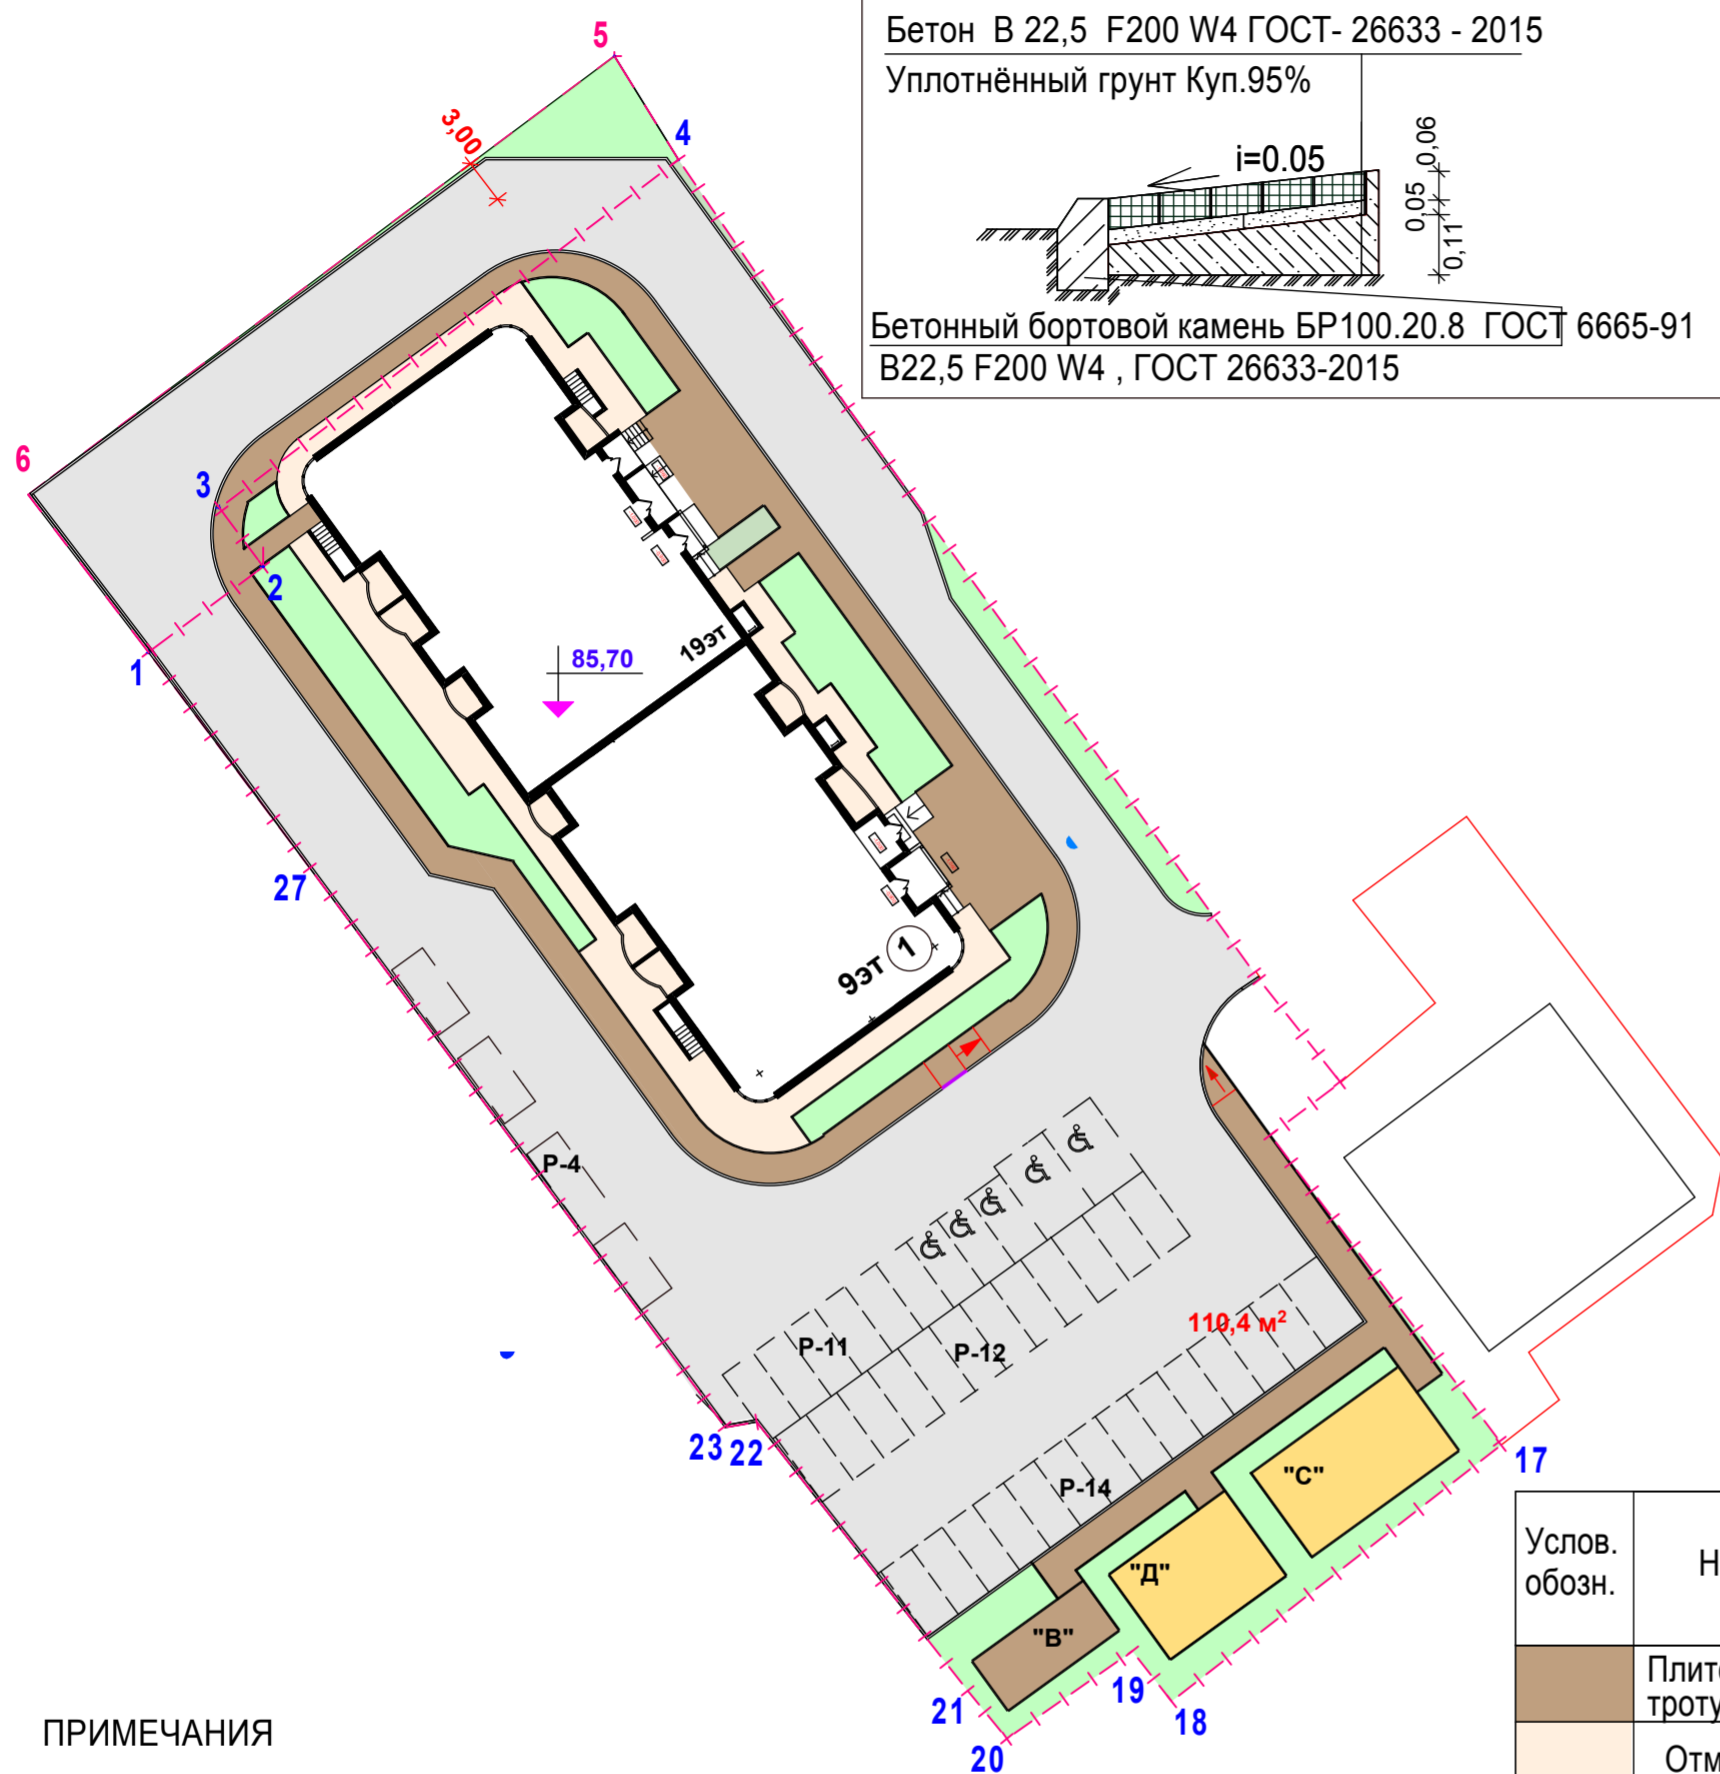 Бетон В 22,5 F200 W4 ГОСТ- 26633 - 2015
Уплотнённый грунт Куп.95%
i=0.05
0,06
0,05
0,11
Бетонный бортовой камень БР100.20.8 ГОСТ 6665-91
В22,5 F200 W4 , ГОСТ 26633-2015
5
4
3,00
6
3
2
1
19эт
85,70
27
9эт
1
Р-4
Р-11
Р-12
110,4 м²
Р-14
23
22
17
"С"
"Д"
"В"
19
18
21
20
ПРИМЕЧАНИЯ
Услов.
обозн.
Н
Плит
троту
Отм